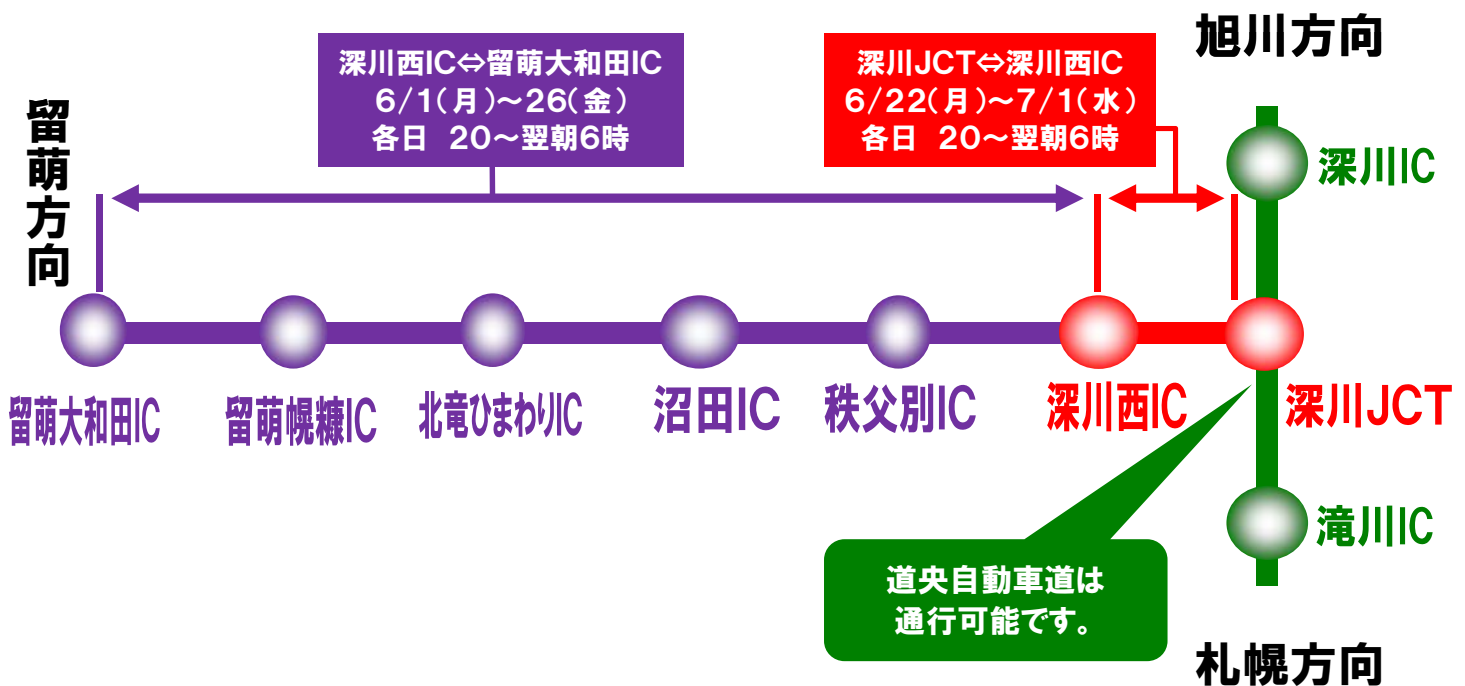 旭川方向
深川西IC⇔留萌大和田IC
6/1(月)～26(金)
各日 20～翌朝6時
深川JCT⇔深川西IC
6/22(月)～7/1(水)
各日 20～翌朝6時
留萌方向
深川IC
留萌大和田IC
留萌幌糠IC
北竜ひまわりIC
沼田IC
秩父別IC
深川西IC
深川JCT
滝川IC
道央自動車道は
通行可能です。
札幌方向